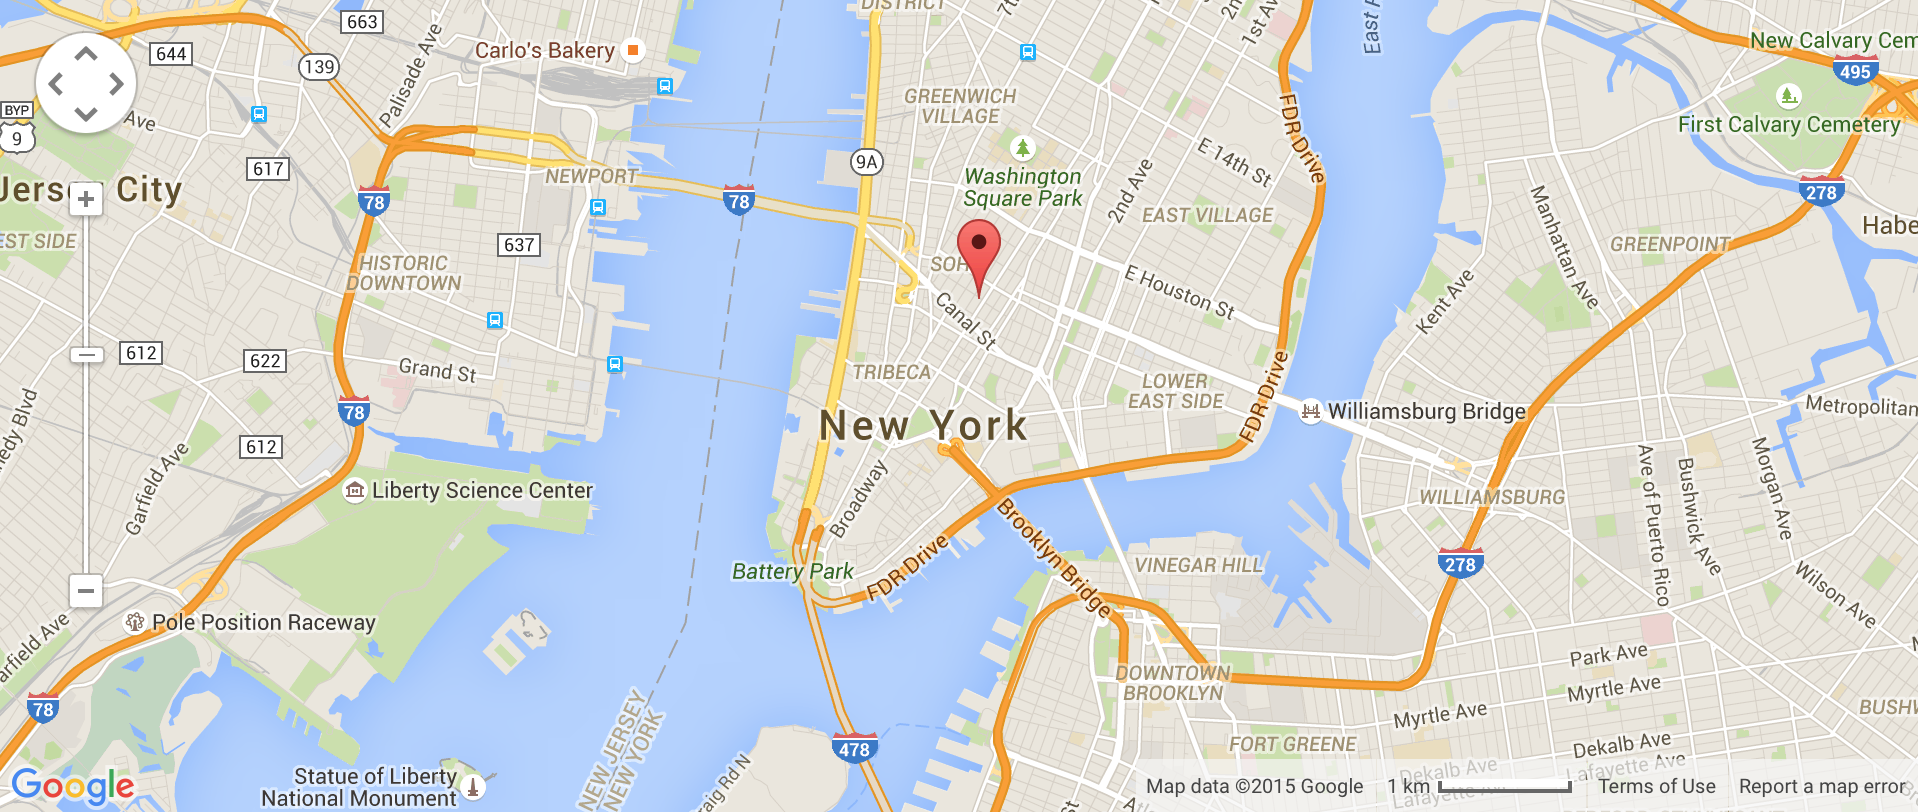 DISTRICT
7th
2nd
1st Av
East R
663
644
139
Palisade Ave
Carlo's Bakery
New Calvary Cem
495
BYP
9
Ave
617
GREENWICH
VILLAGE
9A
FDR Drive
First Calvary Cemetery
E 14th St
Jersey City
78
NEWPORT
78
Washington
Square Park
2nd Ave
EAST VILLAGE
278
Manhattan Ave
GREENPOINT
Habe
EST SIDE
637
HISTORIC
DOWNTOWN
SOH
E Houston St
Kent Ave
Canal St
612
622
Grand St
TRIBECA
LOWER
EAST SIDE
FDR Drive
78
New York
Williamsburg Bridge
Metropolitan
nedy Blvd
612
Garfield Ave
Liberty Science Center
Broadway
WILLIAMSBURG
Ave of Puerto Rico
Bushwick Ave
Morgan Ave
Brooklyn Bridge
FDR Drive
Battery Park
VINEGAR HILL
278
Wilson Ave
Pole Position Raceway
arfield Ave
Park Ave
DOWNTOWN
BROOKLYN
Myrtle Ave
Myrtle Ave
78
BUSHW
NEW JERSEY
NEW YORK
478
FORT GREENE
Dekalb Ave
Dekalb Ave
Lafayette Ave
Google
Statue of Liberty
National Monument
aig Rd N
Map data ©2015 Google
1 km
Terms of Use
Report a map error